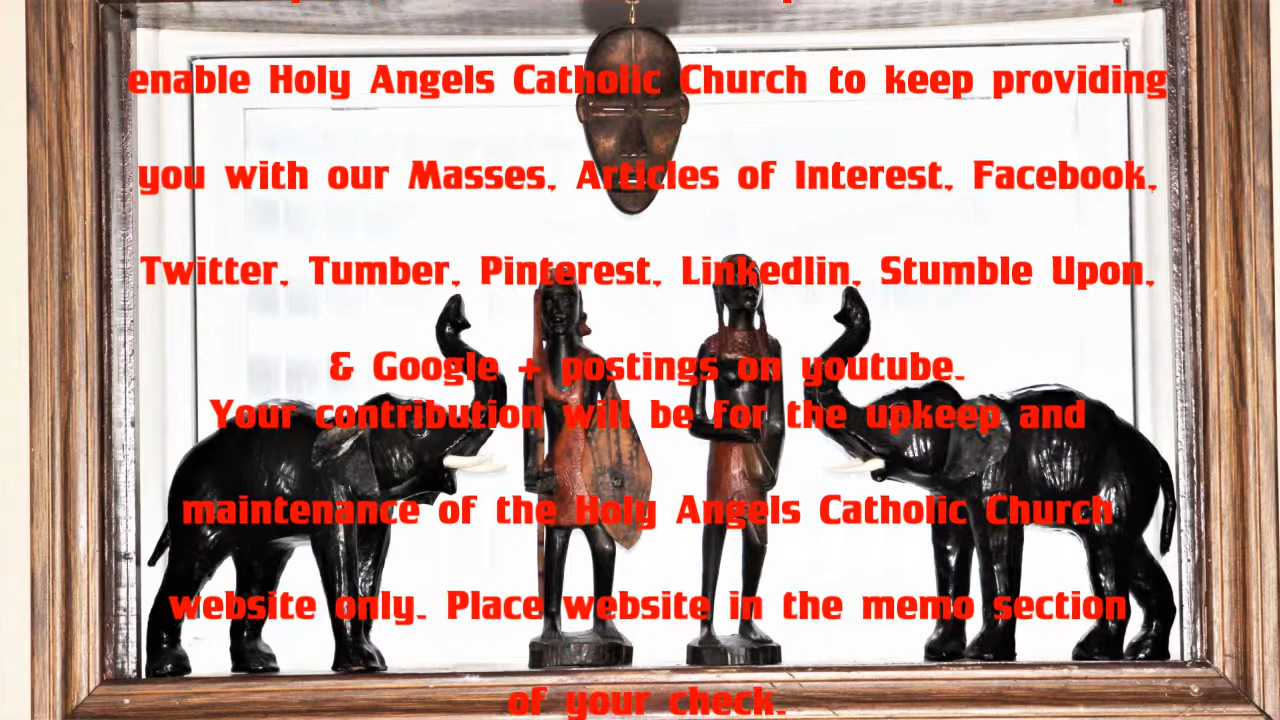 enable Holy Angels Catholic Church to keep providing
you with our Masses, Articles of Interest, Facebook,
Twitter, Tumber, Pinterest, Linkedlin, Stumble Upon,
& Google + postings on youtube.
Your contribution will be for the upkeep and
maintenance of the Holy Angels Catholic Church
website only. Place website in the memo section
of your check.